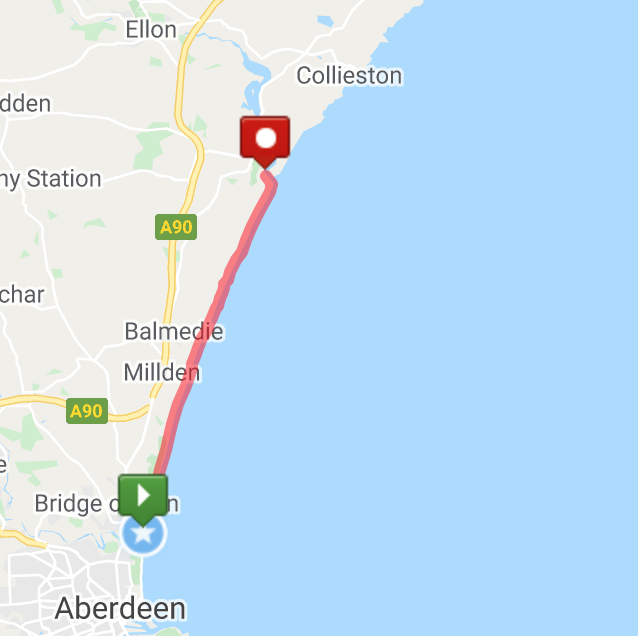 Ellon
Collieston
dden
ny Station
A90
char
Balmedie
Millden
A90
e
Bridge o n
Aberdeen